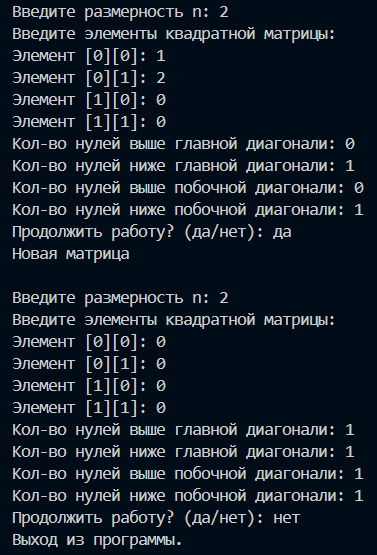 Введите размерность n: 2
Введите элементы квадратной матрицы:
Элемент [0][0]: 1
Элемент [0][1]: 2
Элемент [1][0]: 0
Элемент [1][1]: 0
Кол-во нулей выше главной диагонали: 0
Кол-во нулей ниже главной диагонали: 1
Кол-во нулей выше побочной диагонали: 0
Кол-во нулей ниже побочной диагонали: 1
Продолжить работу? (да/нет): да
Новая матрица
Введите размерность n: 2
Введите элементы квадратной матрицы:
Элемент [0][0]: 0
Элемент [0][1]: 0
Элемент [1][0]: 0
Элемент [1][1]: 0
Кол-во нулей выше главной диагонали: 1
Кол-во нулей ниже главной диагонали: 1
Кол-во нулей выше побочной диагонали: 1
Кол-во нулей ниже побочной диагонали: 1
Продолжить работу? (да/нет): нет
Выход из программы.